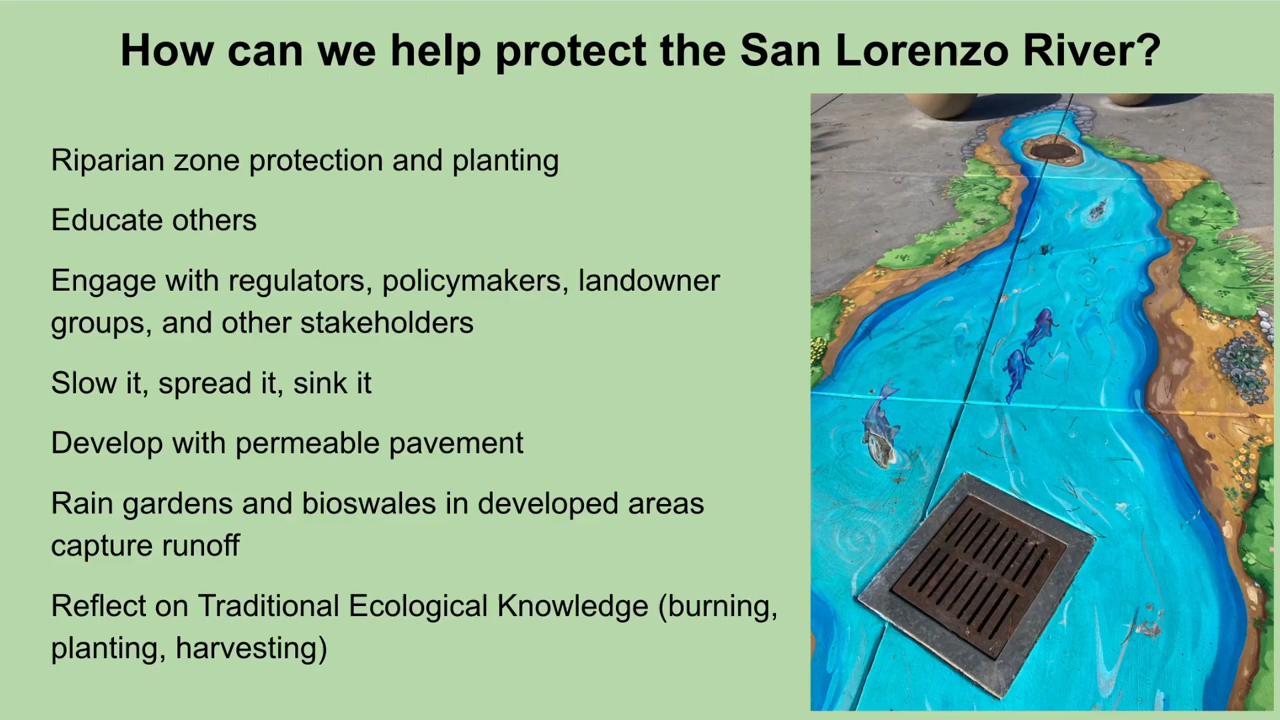 How can we help protect the San Lorenzo River?
Riparian zone protection and planting
Educate others
Engage with regulators, policymakers, landowner
groups, and other stakeholders
Slow it, spread it, sink it
Develop with permeable pavement
Rain gardens and bioswales in developed areas
capture runoff
Reflect on Traditional Ecological Knowledge (burning,
planting, harvesting)